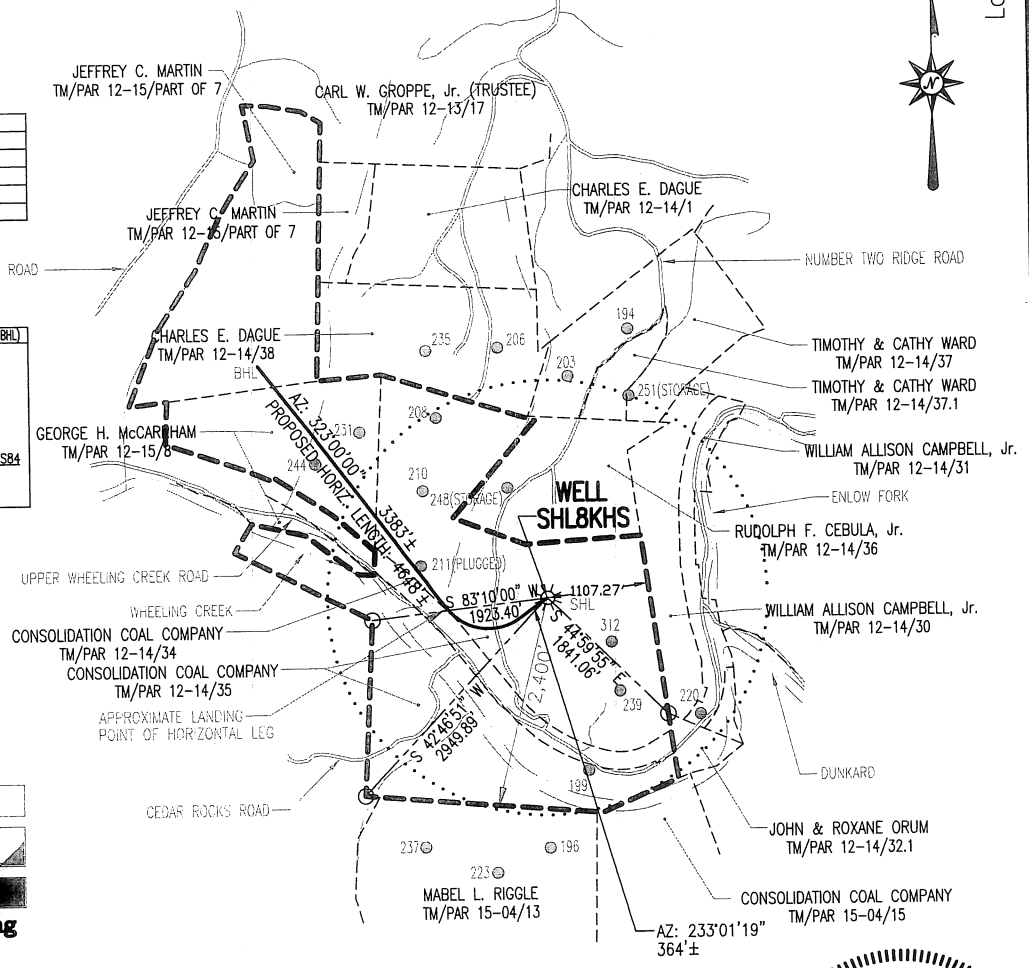 JEFFREY C. MARTIN
TM/PAR 12-15/PART OF 7
CARL W. GROPPE, Jr. (TRUSTEE)
TM/PAR 12-13/17
N
CHARLES E. DAGUE
TM/PAR 12-14/1
JEFFREY C. MARTIN
TM/PAR 12-15/PART OF 7
ROAD
NUMBER TWO RIDGE ROAD
BHL)
CHARLES E. DAGUE
TM/PAR 12-14/38
BHL
235
206
194
203
251(STORAGE)
TIMOTHY & CATHY WARD
TM/PAR 12-14/37
TIMOTHY & CATHY WARD
TM/PAR 12-14/37.1
AZ: 323°00'00" 3383'±
PROPOSED HORIZ. LENGTH- 4648'±
208
231
GEORGE H. McCARRHAM
TM/PAR 12-15/8
244
S84
210
248(STORAGE)
WELL
SHL8KHS
WILLIAM ALLISON CAMPBELL, Jr.
TM/PAR 12-14/31
ENLOW FORK
RUDOLPH F. CEBULA, Jr.
TM/PAR 12-14/36
211(PLUGGED)
UPPER WHEELING CREEK ROAD
S 83°10'00" W
1923.40'
1107.27'
SHL
WHEELING CREEK
WILLIAM ALLISON CAMPBELL, Jr.
TM/PAR 12-14/30
CONSOLIDATION COAL COMPANY
TM/PAR 12-14/34
CONSOLIDATION COAL COMPANY
TM/PAR 12-14/35
S 44°59'55" E
1841.06'
312
2,400'
S 42°46'51" W
2949.89'
239
220
APPROXIMATE LANDING
POINT OF HORIZONTAL LEG
199
DUNKARD
CEDAR ROCKS ROAD
JOHN & ROXANE ORUM
TM/PAR 12-14/32.1
237
196
223
MABEL L. RIGGLE
TM/PAR 15-04/13
CONSOLIDATION COAL COMPANY
TM/PAR 15-04/15
AZ: 233°01'19"
364'±